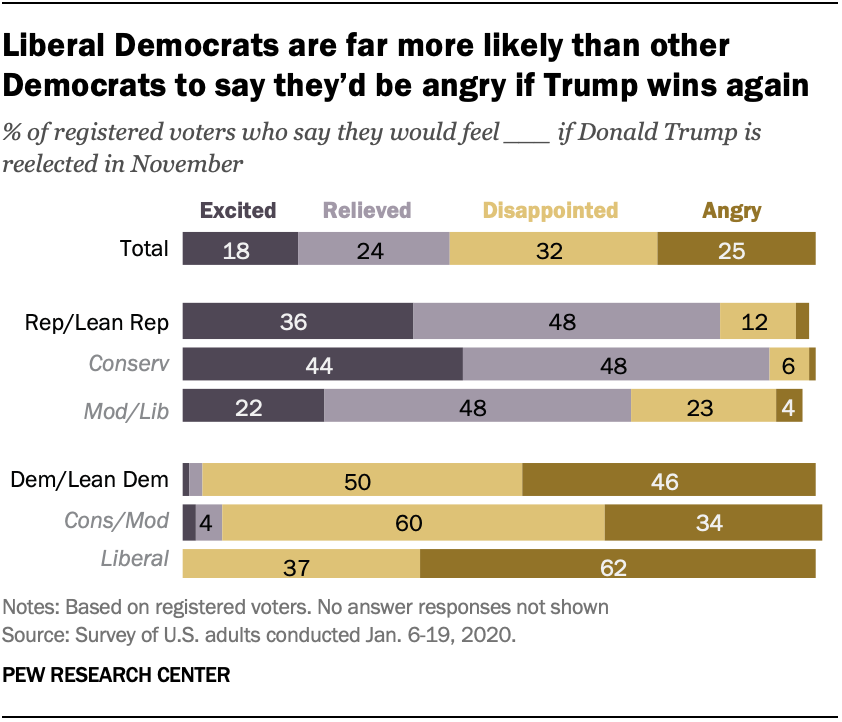 Liberal Democrats are far more likely than other
Democrats to say they’d be angry if Trump wins again
% of registered voters who say they would feel ___ if Donald Trump is
reelected in November
Excited Relieved Disappointed Angry
Total 18 24 32 25
Rep/Lean Rep 36 48 12
Conserv 44 48 6
Mod/Lib 22 48 23 4
Dem/Lean Dem 50 46
Cons/Mod 4 60 34
Liberal 37 62
Notes: Based on registered voters. No answer responses not shown
Source: Survey of U.S. adults conducted Jan. 6-19, 2020.
PEW RESEARCH CENTER